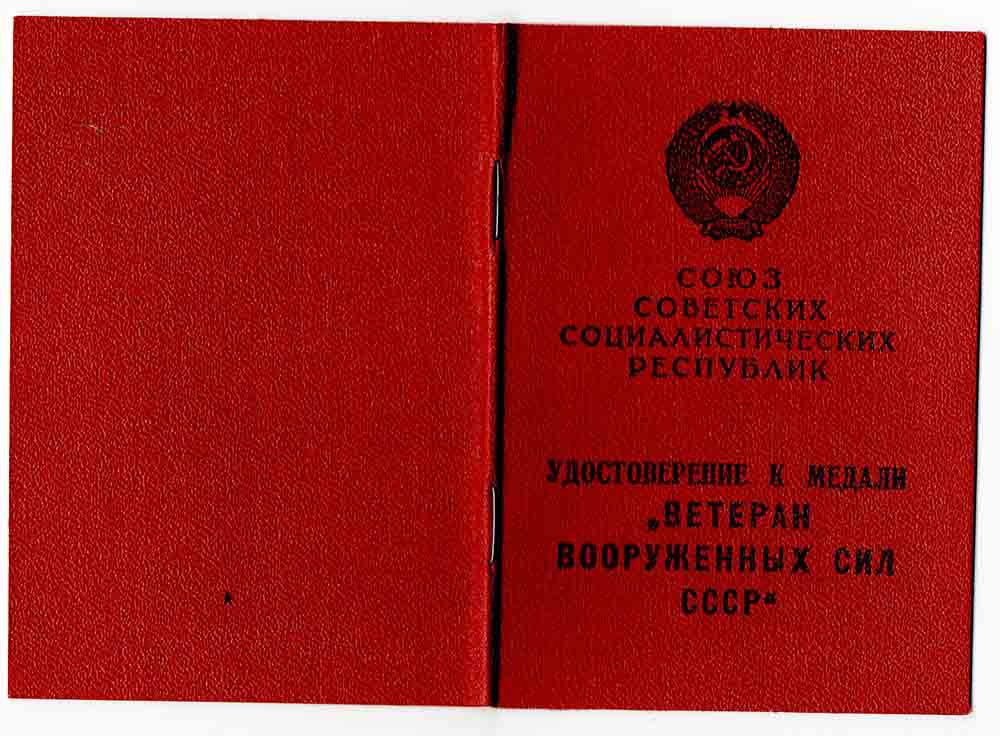 СОЮЗ
СОВЕТСКИХ
СОЦИАЛИСТИЧЕСКИХ
РЕСПУБЛИК
УДОСТОВЕРЕНИЕ К МЕДАЛИ
„ВЕТЕРАН
ВООРУЖЕННЫХ СИЛ
СССР“